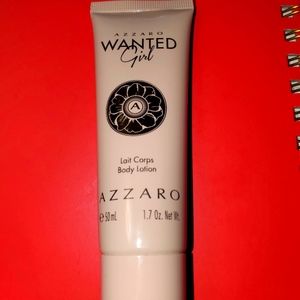 AZZARO
WANTED
Girl
A
Lait Corps
Body Lotion
AZZARO
℮ 50 mL 1.7 Oz. Net Wt.